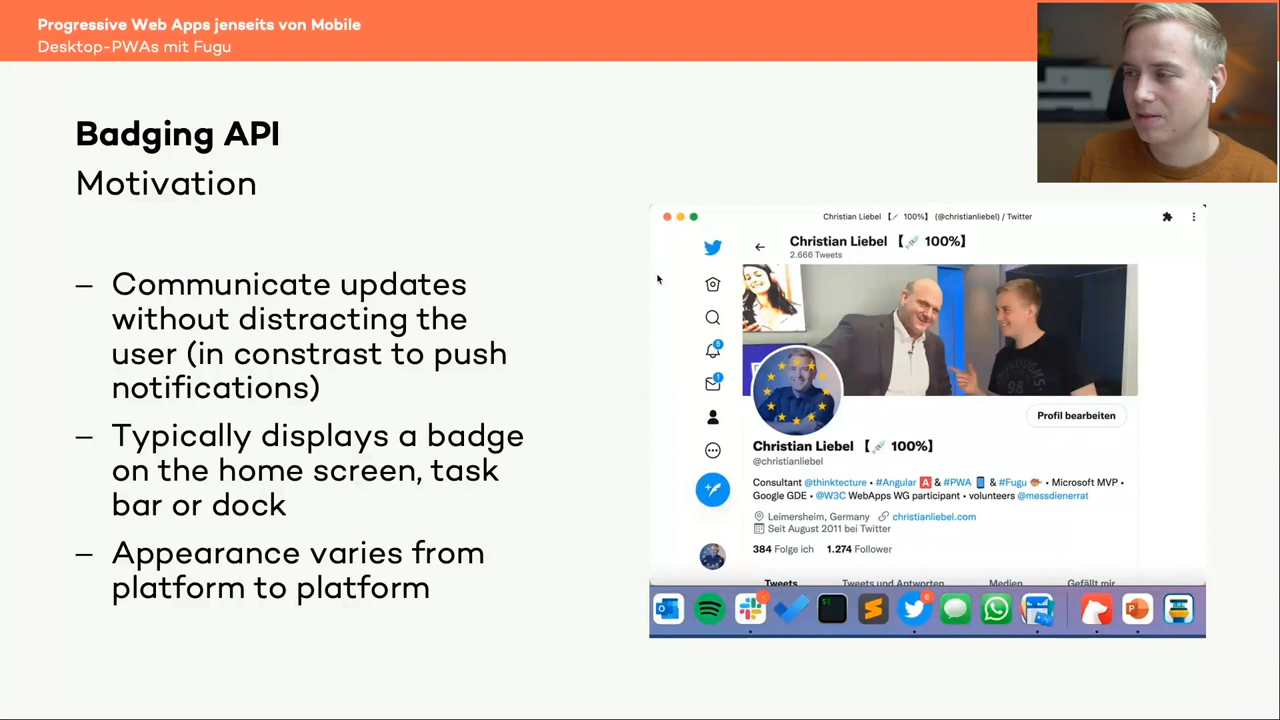 Progressive Web Apps jenseits von Mobile
Desktop-PWAs mit Fugu
Badging API
Motivation
– Communicate updates
without distracting the
user (in constrast to push
notifications)
– Typically displays a badge
on the home screen, task
bar or dock
– Appearance varies from
platform to platform
Christian Liebel 【💉 100%】 (@christianliebel) / Twitter
Christian Liebel 【💉 100%】
2.666 Tweets
5
1
98
Profil bearbeiten
Christian Liebel 【💉 100%】
@christianliebel
Consultant @thinktecture • #Angular 🅰 & #PWA 📱 & #Fugu 🐡 • Microsoft MVP •
Google GDE • @W3C WebApps WG participant • volunteers @messdienerrat
Leimersheim, Germany christianliebel.com
Seit August 2011 bei Twitter
384 Folge ich 1.274 Follower
Tweets Tweets und Antworten Medien Gefällt mir
6